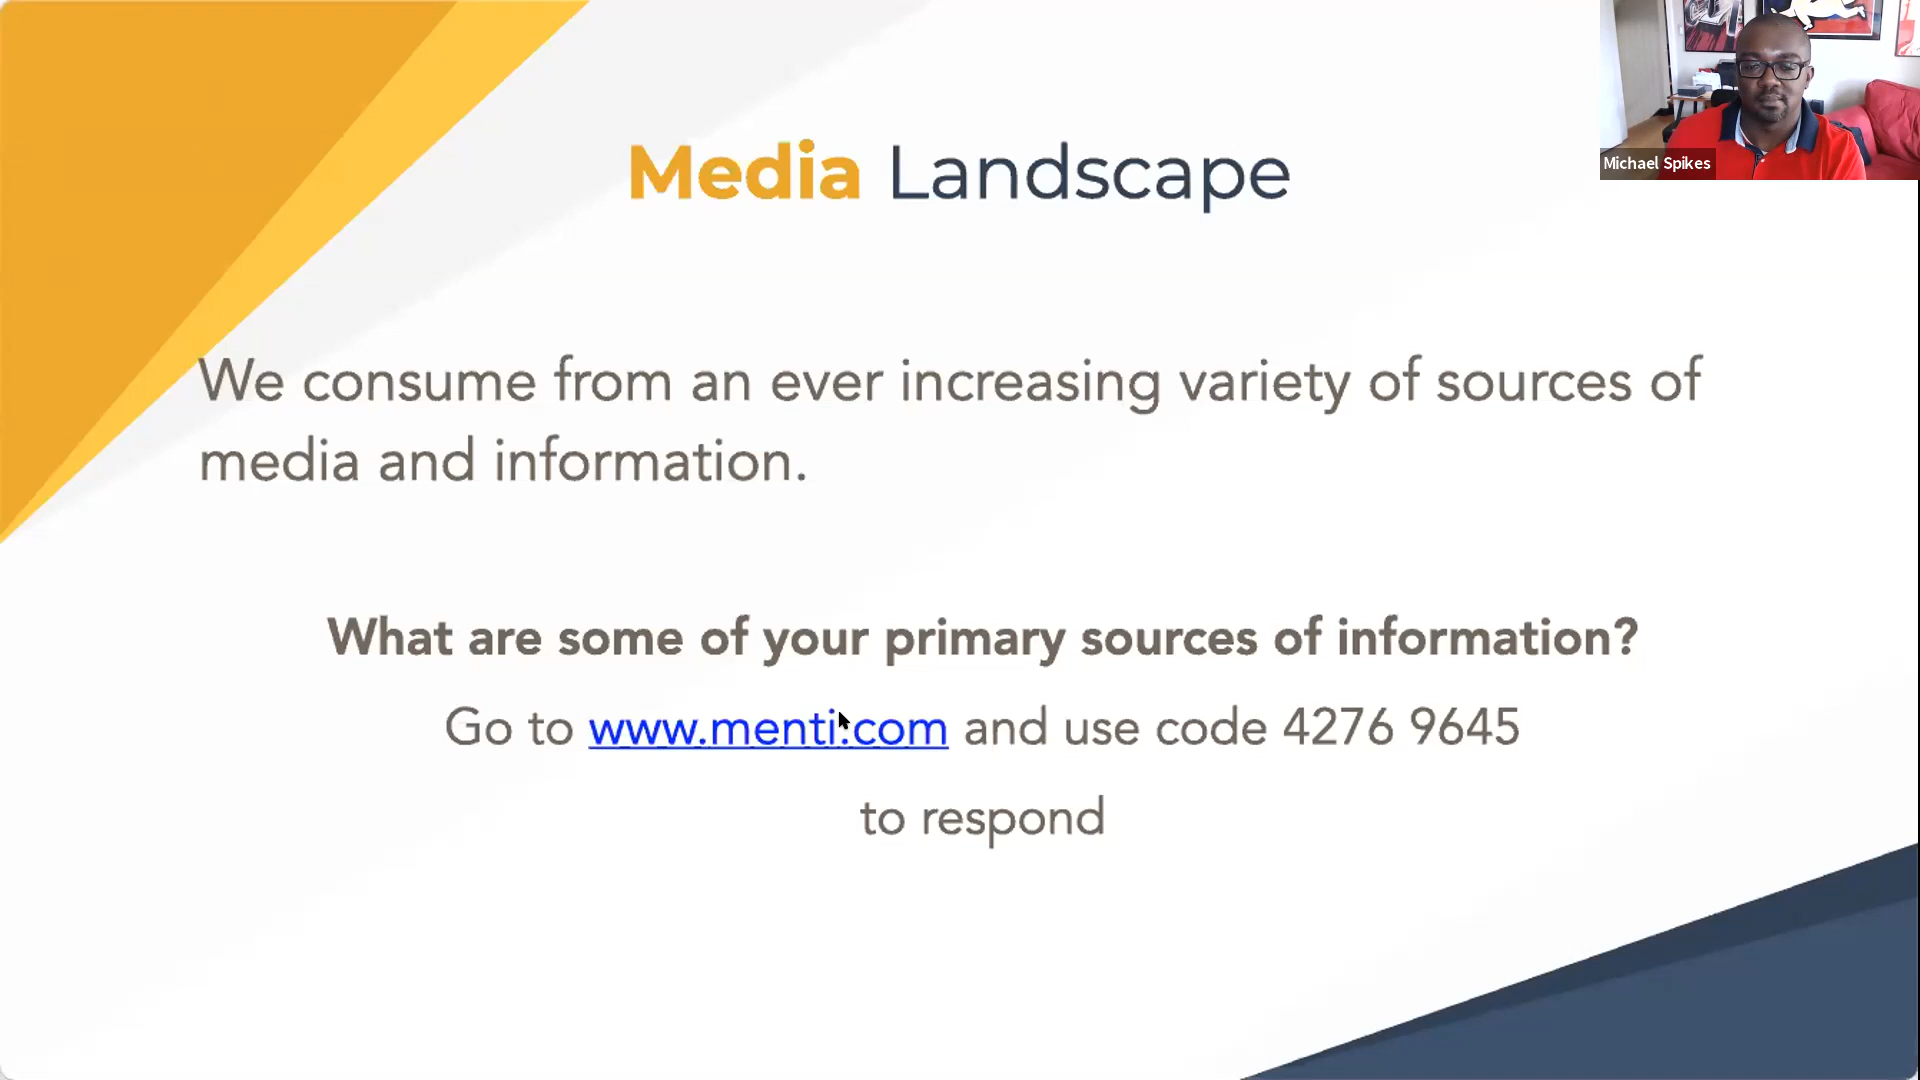 Media Landscape
Michael Spikes
We consume from an ever increasing variety of sources of
media and information.
What are some of your primary sources of information?
Go to www.menti.com and use code 4276 9645
to respond